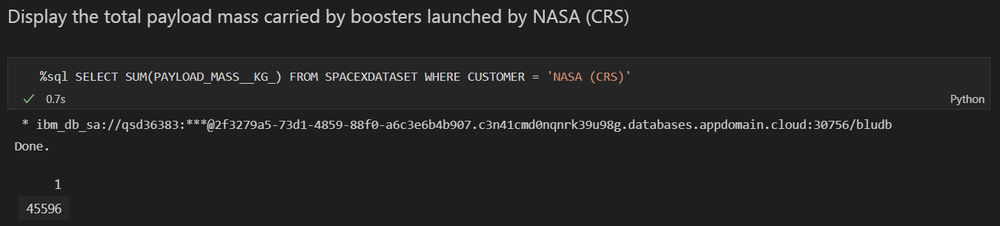 Display the total payload mass carried by boosters launched by NASA (CRS)
%sql SELECT SUM(PAYLOAD_MASS__KG_) FROM SPACEXDATASET WHERE CUSTOMER = 'NASA (CRS)'
0.7s
Python
* ibm_db_sa://qsd36383:***@2f3279a5-73d1-4859-88f0-a6c3e6b4b907.c3n41cmd0nqnrk39u98g.databases.appdomain.cloud:30756/bludb
Done.
1
45596